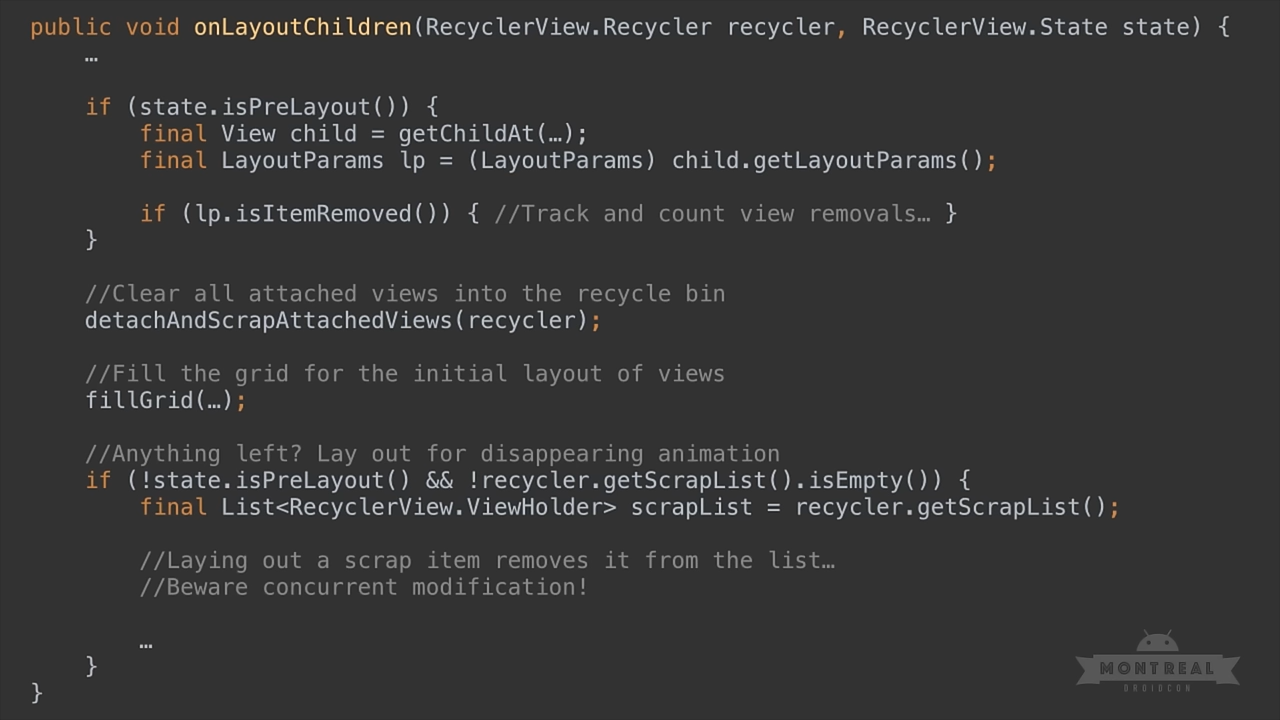 public void onLayoutChildren(RecyclerView.Recycler recycler, RecyclerView.State state) {
    …

    if (state.isPreLayout()) {
        final View child = getChildAt(…);
        final LayoutParams lp = (LayoutParams) child.getLayoutParams();

        if (lp.isItemRemoved()) { //Track and count view removals… }
    }

    //Clear all attached views into the recycle bin
    detachAndScrapAttachedViews(recycler);

    //Fill the grid for the initial layout of views
    fillGrid(…);

    //Anything left? Lay out for disappearing animation
    if (!state.isPreLayout() && !recycler.getScrapList().isEmpty()) {
        final List<RecyclerView.ViewHolder> scrapList = recycler.getScrapList();

        //Laying out a scrap item removes it from the list…
        //Beware concurrent modification!

        …
    }
}
MONTREAL
DROIDCON